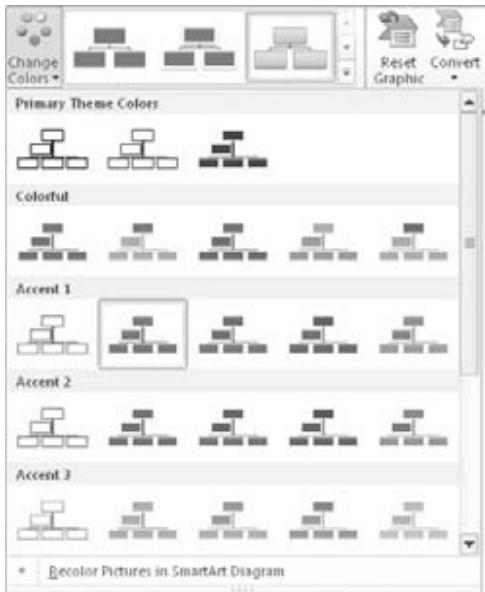 Change
Colors
Reset
Graphic
Convert
Primary Theme Colors
Colorful
Accent 1
Accent 2
Accent 3
Recolor Pictures in SmartArt Diagram